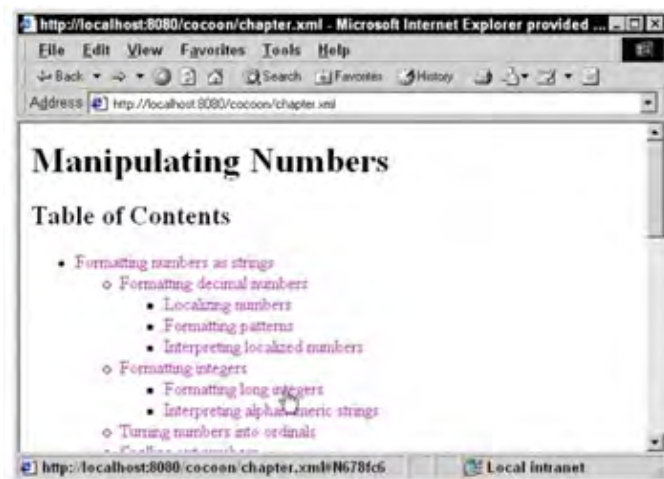 http://localhost:8080/cocoon/chapter.xml - Microsoft Internet Explorer provided ...
File Edit View Favorites Tools Help
Back Search Favorites History
Address http://localhost:8080/cocoon/chapter.xml
Manipulating Numbers
Table of Contents
Formatting numbers as strings
Formatting decimal numbers
Localizing numbers
Formatting patterns
Interpreting localized numbers
Formatting integers
Formatting long integers
Interpreting alphanumeric strings
Turning numbers into ordinals
http://localhost:8080/cocoon/chapter.xml#N678fc6 Local intranet